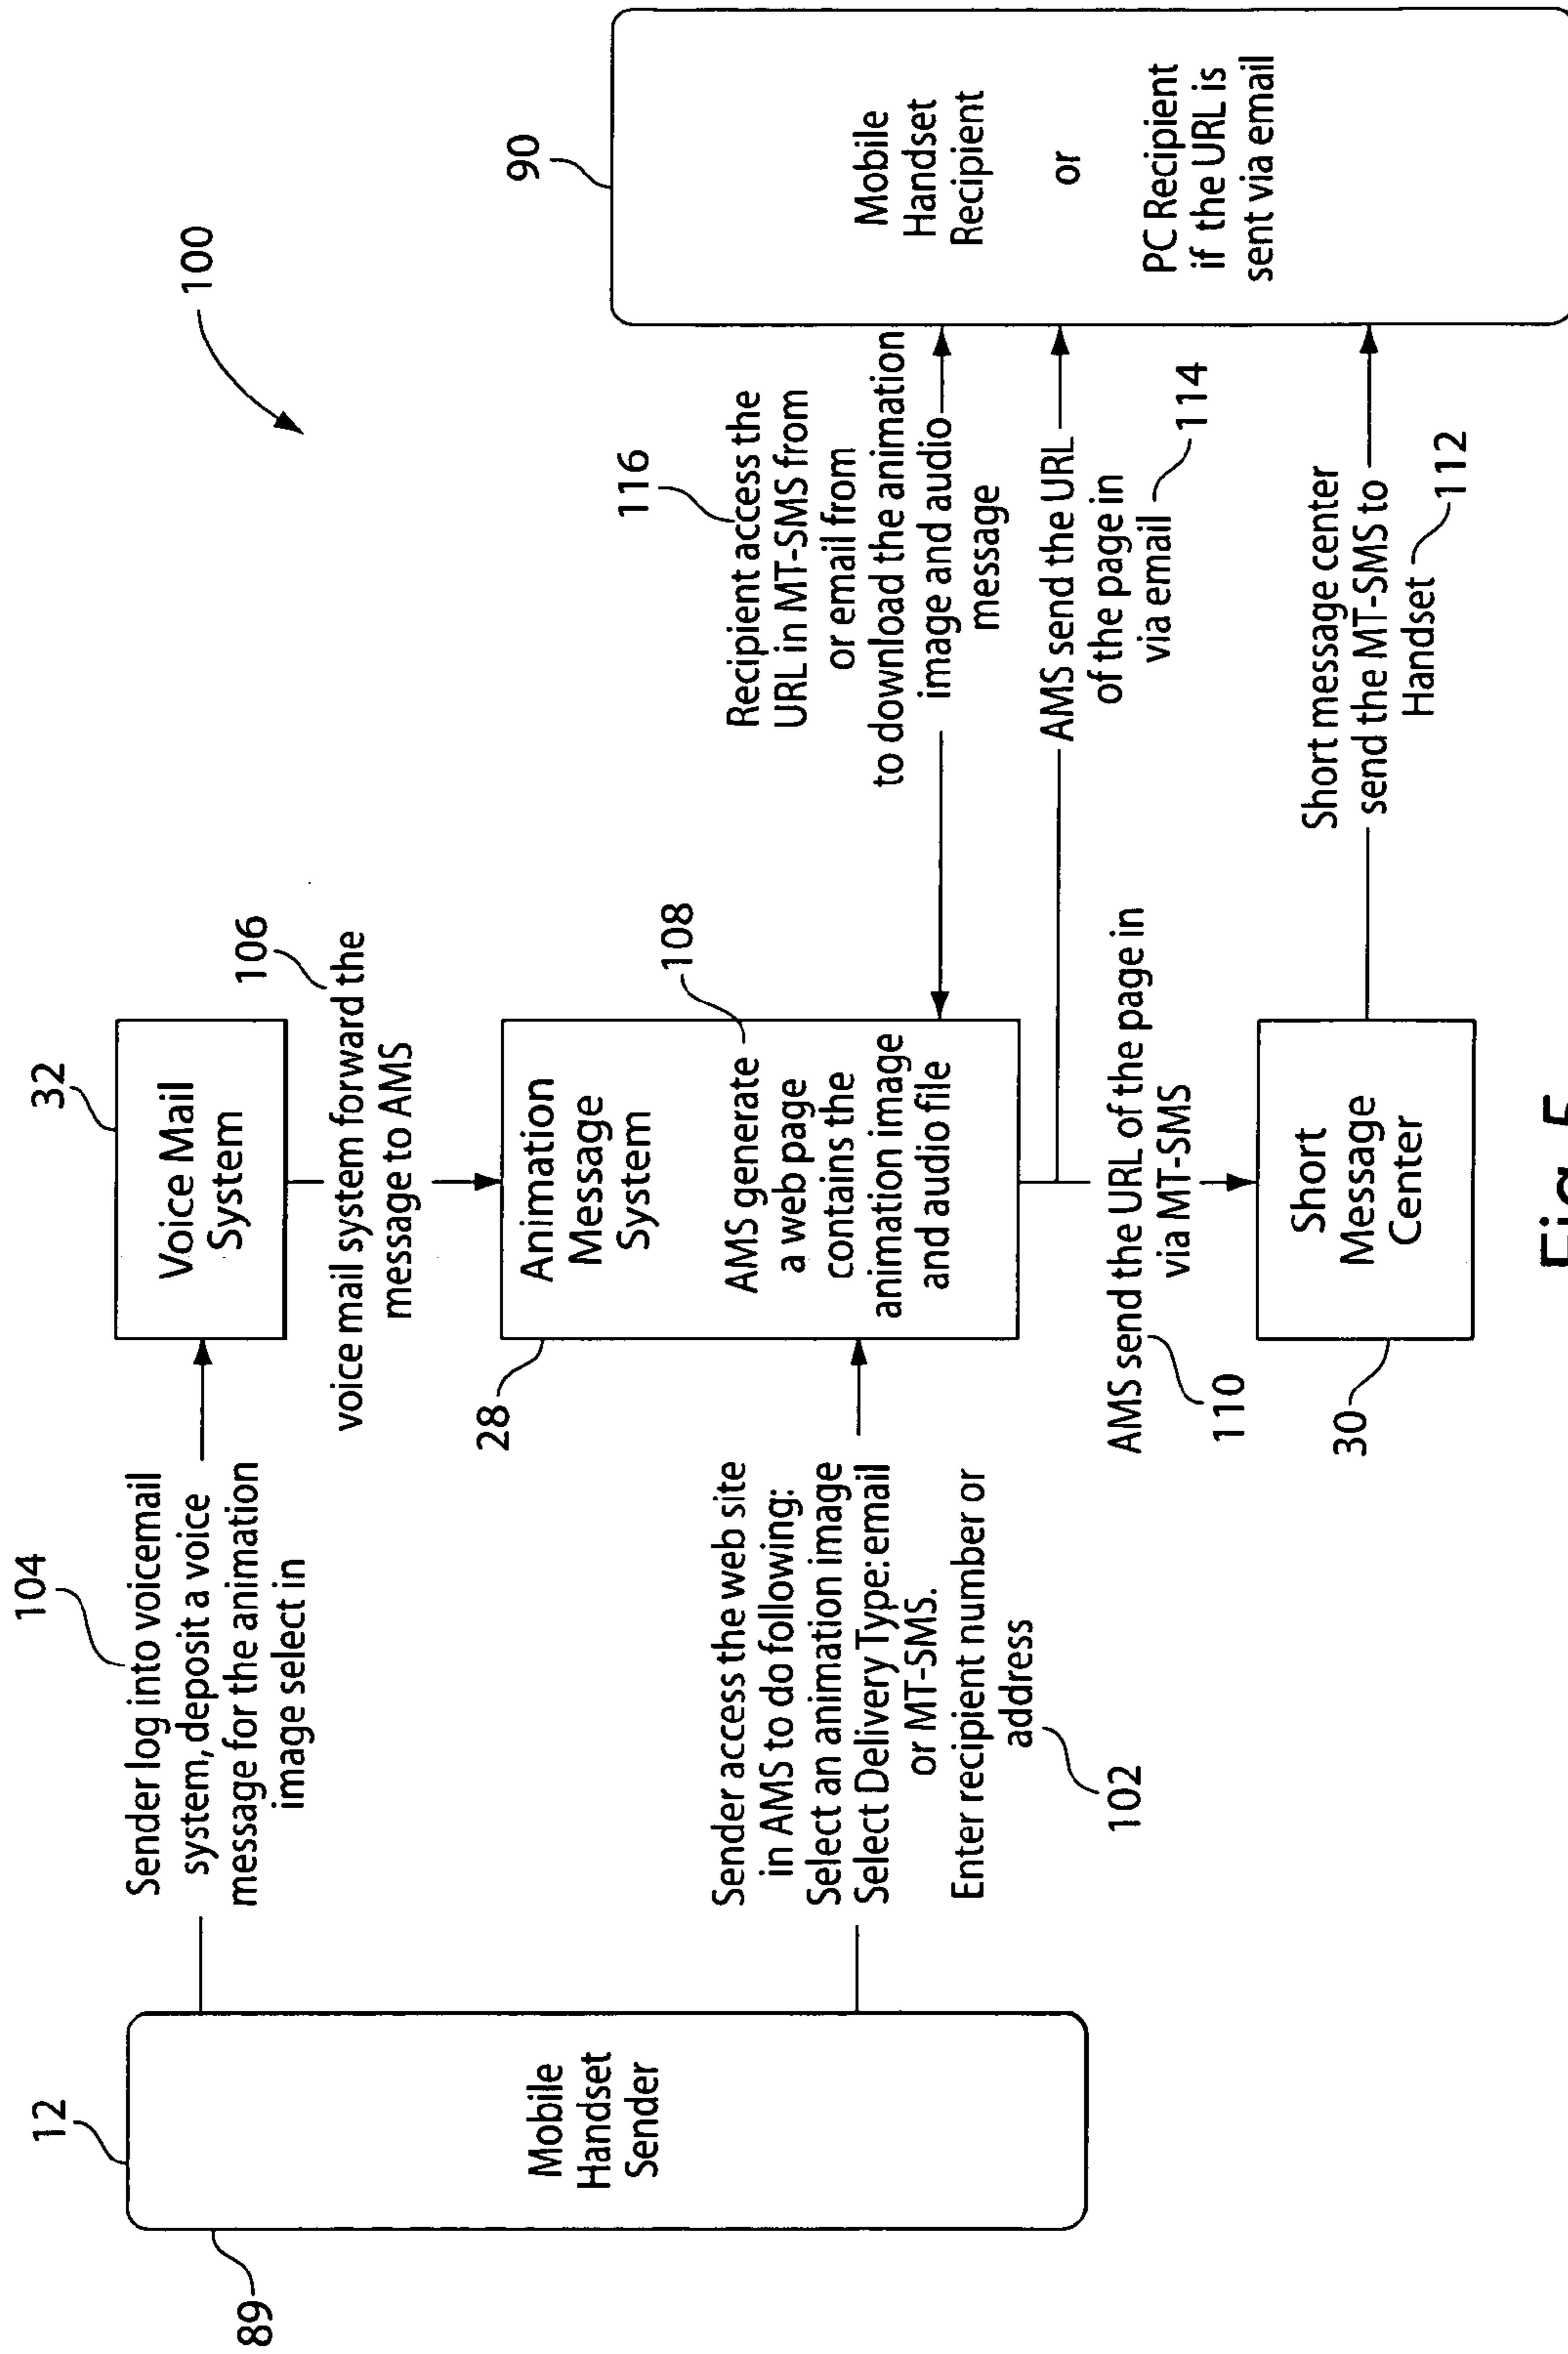 100
12
89
Mobile
Handset
Sender
104
Sender log into voicemail
system, deposit a voice
message for the animation
image select in
102
Sender access the web site
in AMS to do following:
Select an animation image
Select Delivery Type: email
or MT-SMS.
Enter recipient number or
address
32
Voice Mail
System
106
voice mail system forward the
message to AMS
28
Animation
Message
System
108
AMS generate
a web page
contains the
animation image
and audio file
110
AMS send the URL of the page in
via MT-SMS
30
Short
Message
Center
116
Recipient access the
URL in MT-SMS from
or email from
to download the animation
image and audio
message
AMS send the URL
of the page in
via email
114
Short message center
send the MT-SMS to
Handset
112
90
Mobile
Handset
Recipient
or
PC Recipient
if the URL is
sent via email
Fig. 5